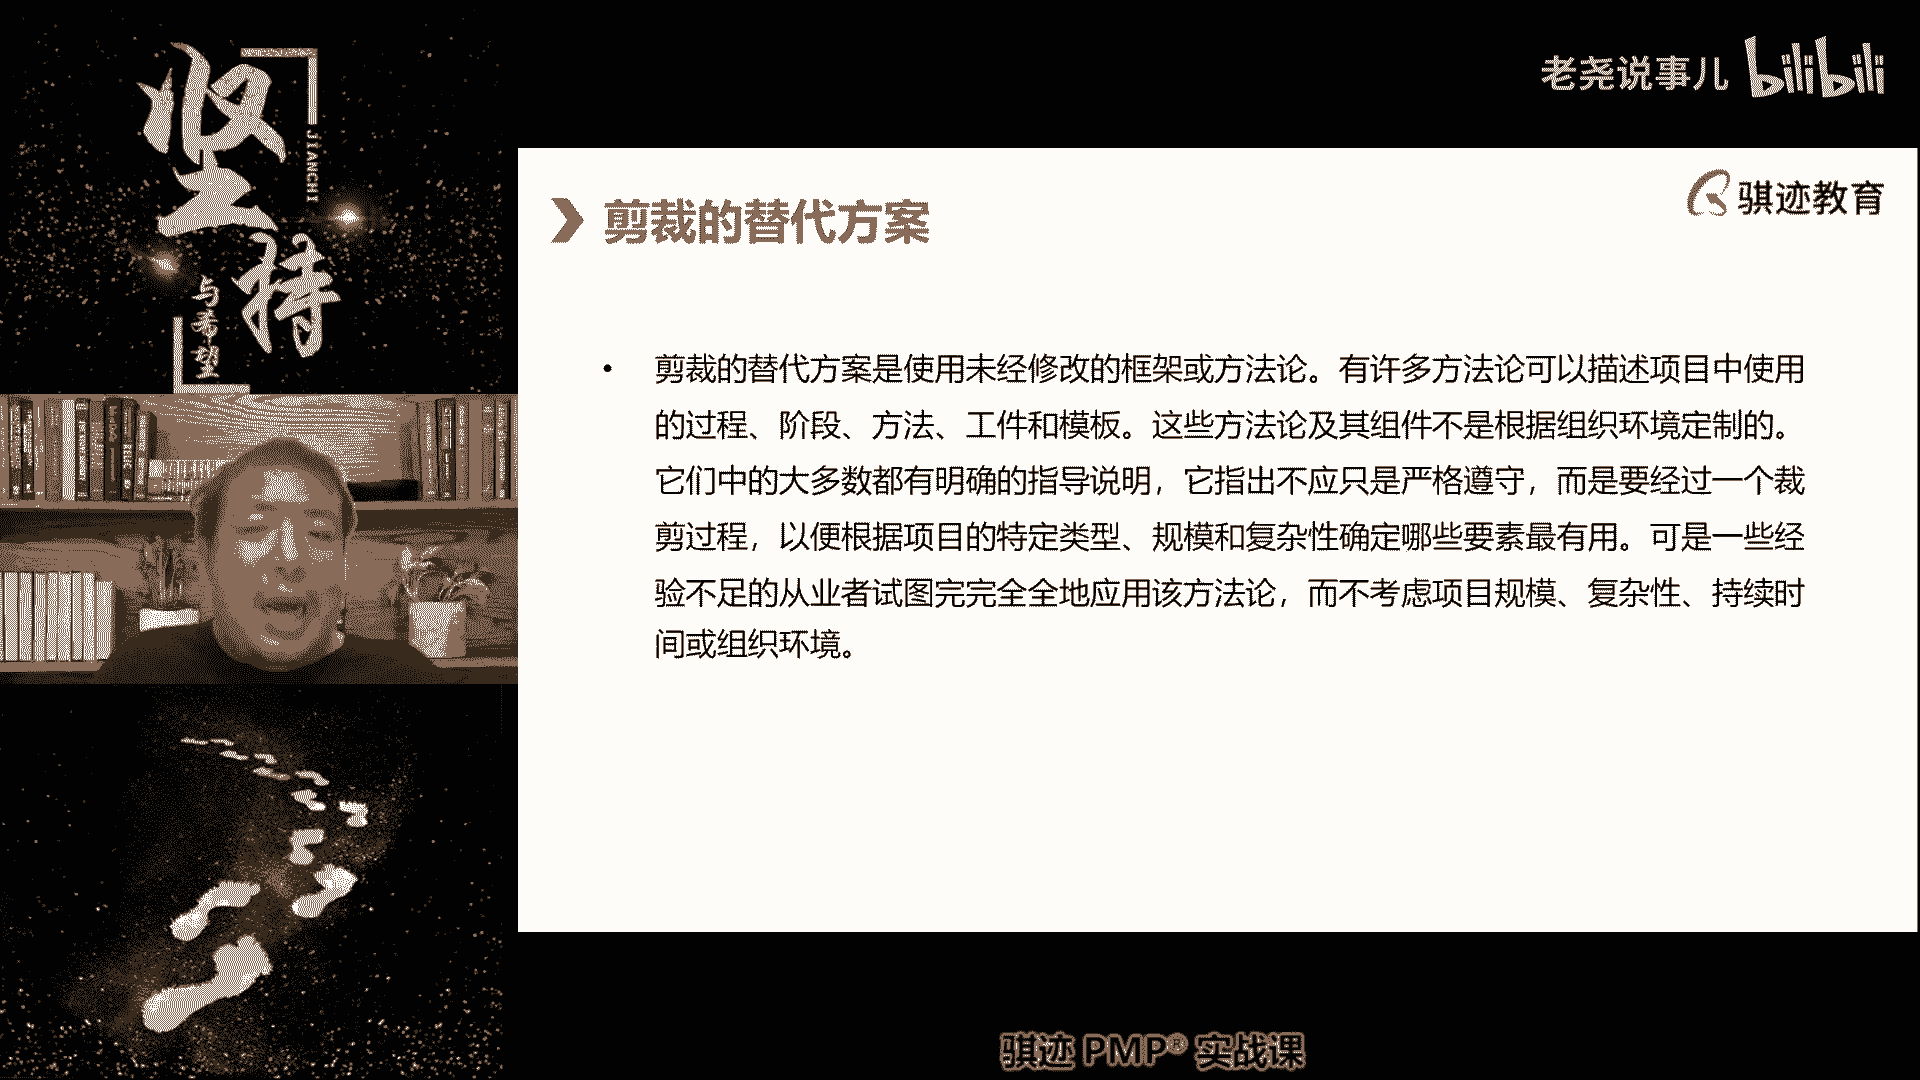 坚持
JIANCHI
与希望
老尧说事儿 bilibili
骐迹教育
剪裁的替代方案
• 剪裁的替代方案是使用未经修改的框架或方法论。有许多方法论可以描述项目中使用
的过程、阶段、方法、工件和模板。这些方法论及其组件不是根据组织环境定制的。
它们中的大多数都有明确的指导说明，它指出不应只是严格遵守，而是要经过一个裁
剪过程，以便根据项目的特定类型、规模和复杂性确定哪些要素最有用。可是一些经
验不足的从业者试图完完全全地应用该方法论，而不考虑项目规模、复杂性、持续时
间或组织环境。
骐迹 PMP® 实战课